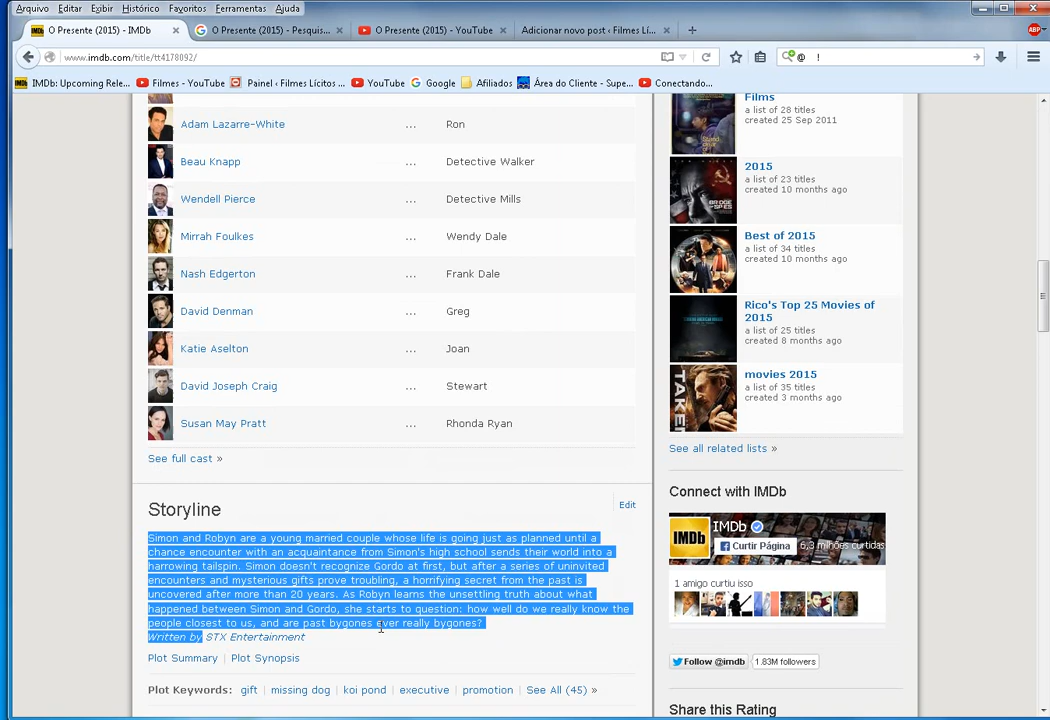 Arquivo Editar Exibir Histórico Favoritos Ferramentas Ajuda
O Presente (2015) - IMDb × O Presente (2015) - Pesquis... × O Presente (2015) - YouTube × Adicionar novo post ‹ Filmes Lí... × +
ABP
www.imdb.com/title/tt4178092/
@ !
IMDb: Upcoming Rele... Filmes - YouTube Painel ‹ Filmes Lícitos ... YouTube Google Afiliados Área do Cliente - Supe... Conectando...
Adam Lazarre-White ... Ron
Beau Knapp ... Detective Walker
Wendell Pierce ... Detective Mills
Mirrah Foulkes ... Wendy Dale
Nash Edgerton ... Frank Dale
David Denman ... Greg
Katie Aselton ... Joan
David Joseph Craig ... Stewart
Susan May Pratt ... Rhonda Ryan
See full cast »
Storyline
Edit
Simon and Robyn are a young married couple whose life is going just as planned until a
chance encounter with an acquaintance from Simon's high school sends their world into a
harrowing tailspin. Simon doesn't recognize Gordo at first, but after a series of uninvited
encounters and mysterious gifts prove troubling, a horrifying secret from the past is
uncovered after more than 20 years. As Robyn learns the unsettling truth about what
happened between Simon and Gordo, she starts to question: how well do we really know the
people closest to us, and are past bygones ever really bygones?
Written by STX Entertainment
Plot Summary | Plot Synopsis
Plot Keywords: gift | missing dog | koi pond | executive | promotion | See All (45) »
Films
a list of 28 titles
created 25 Sep 2011
2015
a list of 23 titles
created 10 months ago
Best of 2015
a list of 34 titles
created 10 months ago
Rico's Top 25 Movies of
2015
a list of 25 titles
created 8 months ago
movies 2015
a list of 35 titles
created 3 months ago
TAKE
See all related lists »
Connect with IMDb
IMDb
IMDb
Curtir Página 6,3 milhões curtidas
1 amigo curtiu isso
Follow @imdb 1.83M followers
Share this Rating